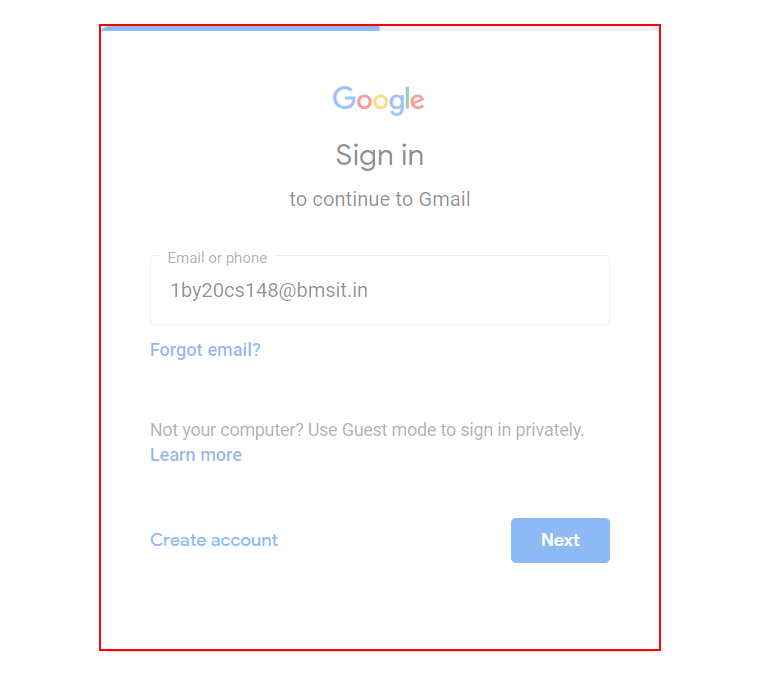 Google
Sign in
to continue to Gmail
Email or phone
1by20cs148@bmsit.in
Forgot email?
Not your computer? Use Guest mode to sign in privately.
Learn more
Create account
Next